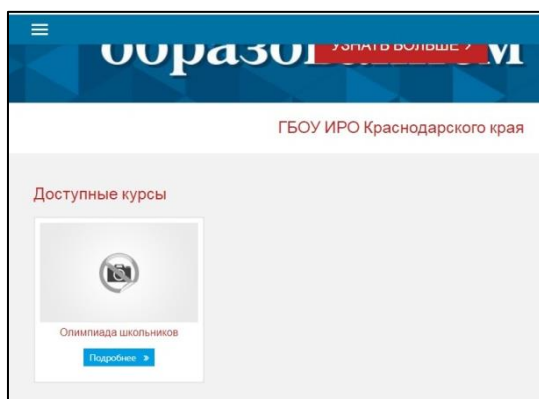 УЗНАТЬ БОЛЬШЕ >
ГБОУ ИРО Краснодарского края
Доступные курсы
Олимпиада школьников
Подробнее »